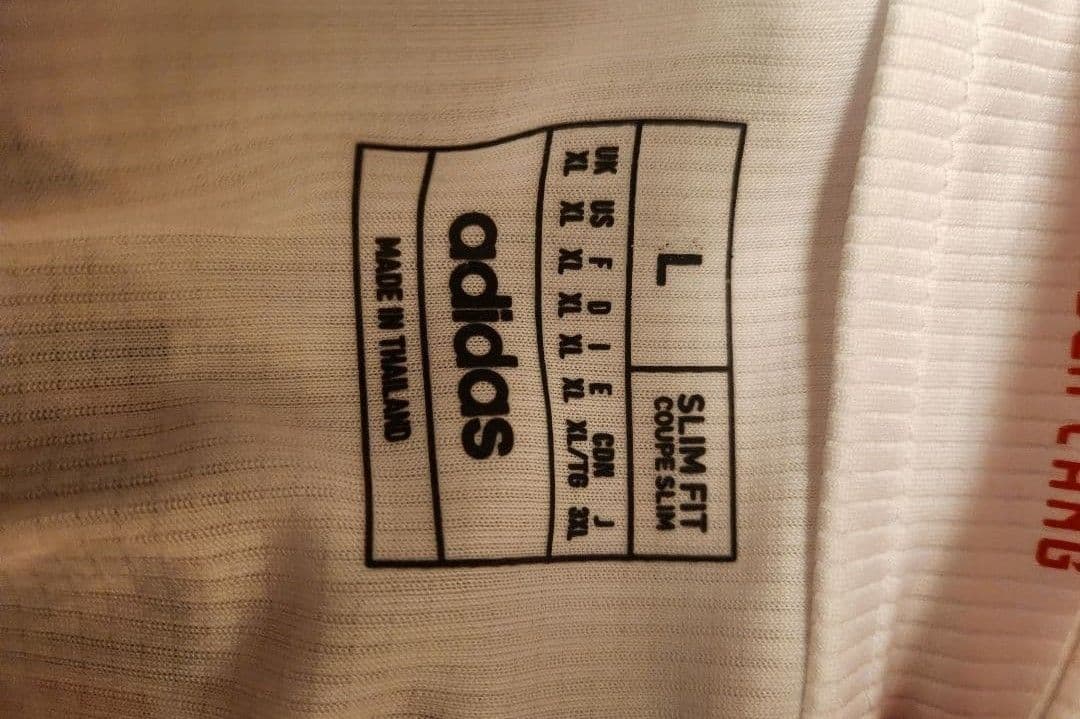 L
SLIM FIT
COUPE SLIM
UK US F D I E CDN J
XL XL XL XL XL XL XL/TG 3XL
adidas
MADE IN THAILAND